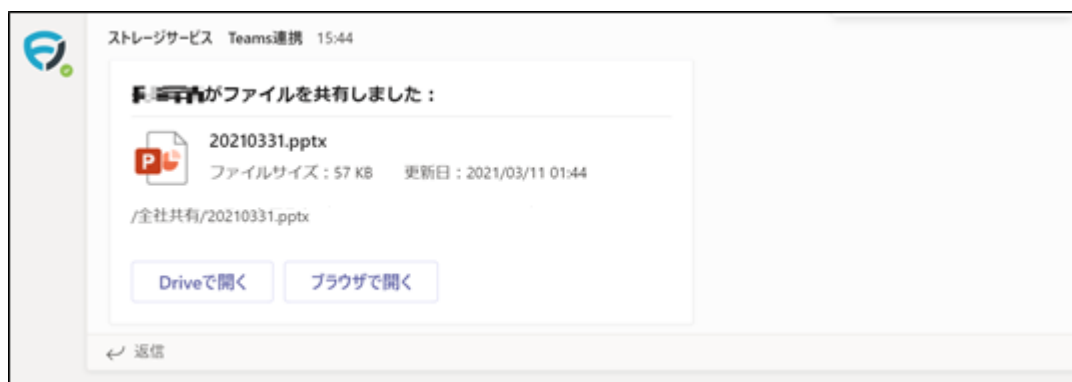 ストレージサービス Teams連携 15:44
がファイルを共有しました：
20210331.pptx
ファイルサイズ：57 KB 更新日：2021/03/11 01:44
/全社共有/20210331.pptx
Driveで開く ブラウザで開く
返信